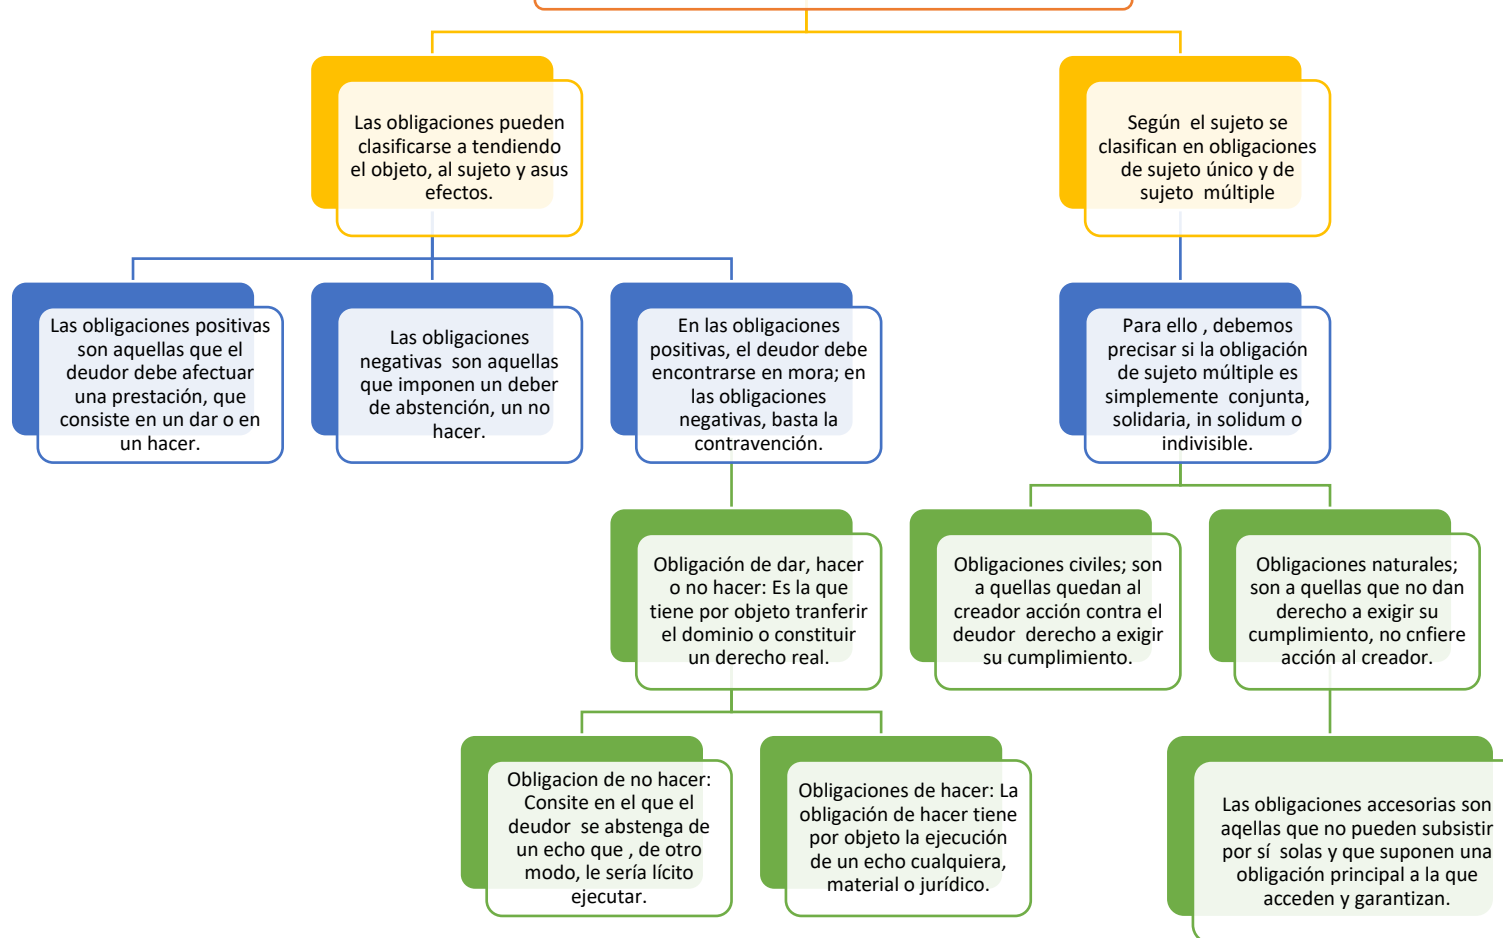 Las obligaciones pueden
clasificarse a tendiendo
el objeto, al sujeto y asus
efectos.
Según el sujeto se
clasifican en obligaciones
de sujeto único y de
sujeto múltiple
Las obligaciones positivas
son aquellas que el
deudor debe afectuar
una prestación, que
consiste en un dar o en
un hacer.
Las obligaciones
negativas son aquellas
que imponen un deber
de abstención, un no
hacer.
En las obligaciones
positivas, el deudor debe
encontrarse en mora; en
las obligaciones
negativas, basta la
contravención.
Para ello , debemos
precisar si la obligación
de sujeto múltiple es
simplemente conjunta,
solidaria, in solidum o
indivisible.
Obligación de dar, hacer
o no hacer: Es la que
tiene por objeto tranferir
el dominio o constituir
un derecho real.
Obligaciones civiles; son
a quellas quedan al
creador acción contra el
deudor derecho a exigir
su cumplimiento.
Obligaciones naturales;
son a quellas que no dan
derecho a exigir su
cumplimiento, no cnfiere
acción al creador.
Obligacion de no hacer:
Consite en el que el
deudor se abstenga de
un echo que , de otro
modo, le sería lícito
ejecutar.
Obligaciones de hacer: La
obligación de hacer tiene
por objeto la ejecución
de un echo cualquiera,
material o jurídico.
Las obligaciones accesorias son
aqellas que no pueden subsistir
por sí solas y que suponen una
obligación principal a la que
acceden y garantizan.